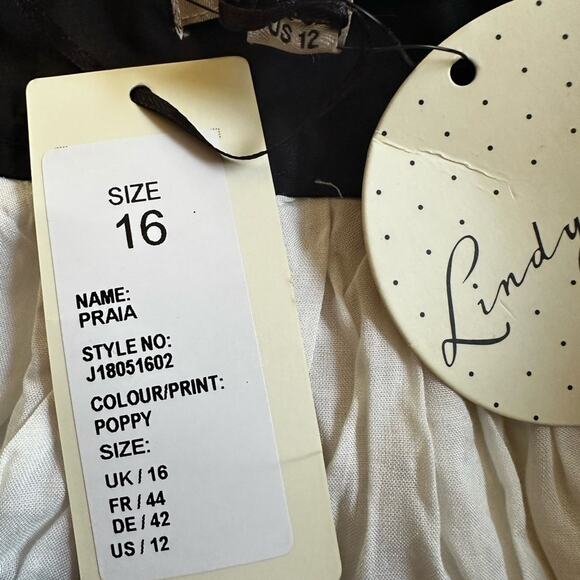 US 12
SIZE
16
NAME:
PRAIA
STYLE NO:
J18051602
COLOUR/PRINT:
POPPY
SIZE:
UK / 16
FR / 44
DE / 42
US / 12
Lindy